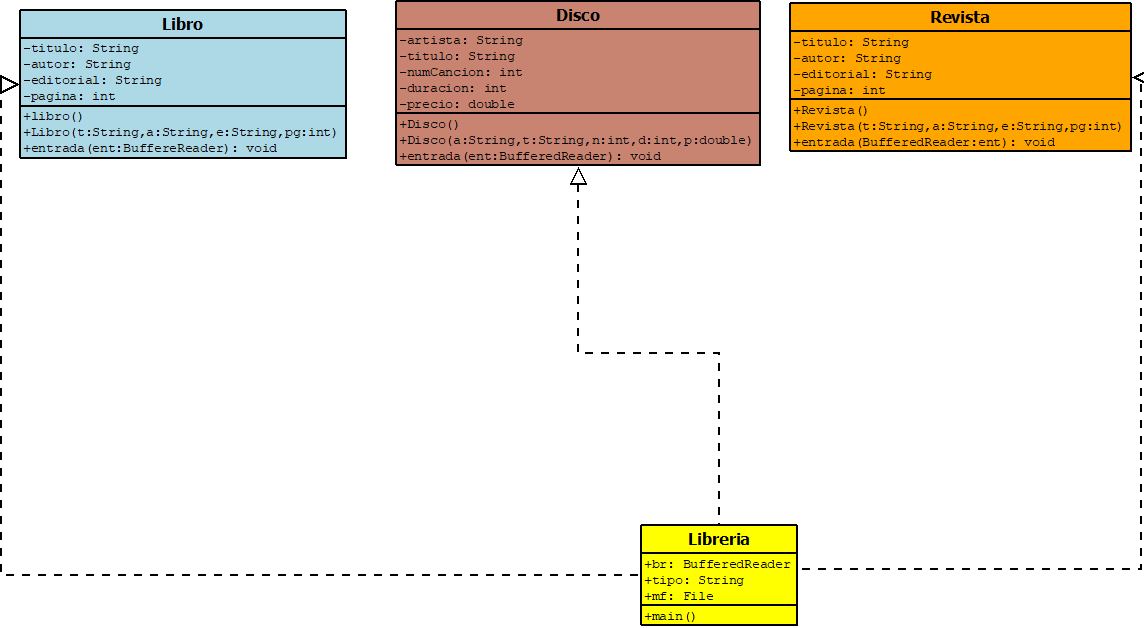 Libro
-titulo: String
-autor: String
-editorial: String
-pagina: int
+libro()
+Libro(t:String,a:String,e:String,pg:int)
+entrada(ent:BuffereReader): void
Disco
-artista: String
-titulo: String
-numCancion: int
-duracion: int
-precio: double
+Disco()
+Disco(a:String,t:String,n:int,d:int,p:double)
+entrada(ent:BufferedReader): void
Revista
-titulo: String
-autor: String
-editorial: String
-pagina: int
+Revista()
+Revista(t:String,a:String,e:String,pg:int)
+entrada(BufferedReader:ent): void
Libreria
+br: BufferedReader
+tipo: String
+mf: File
+main()